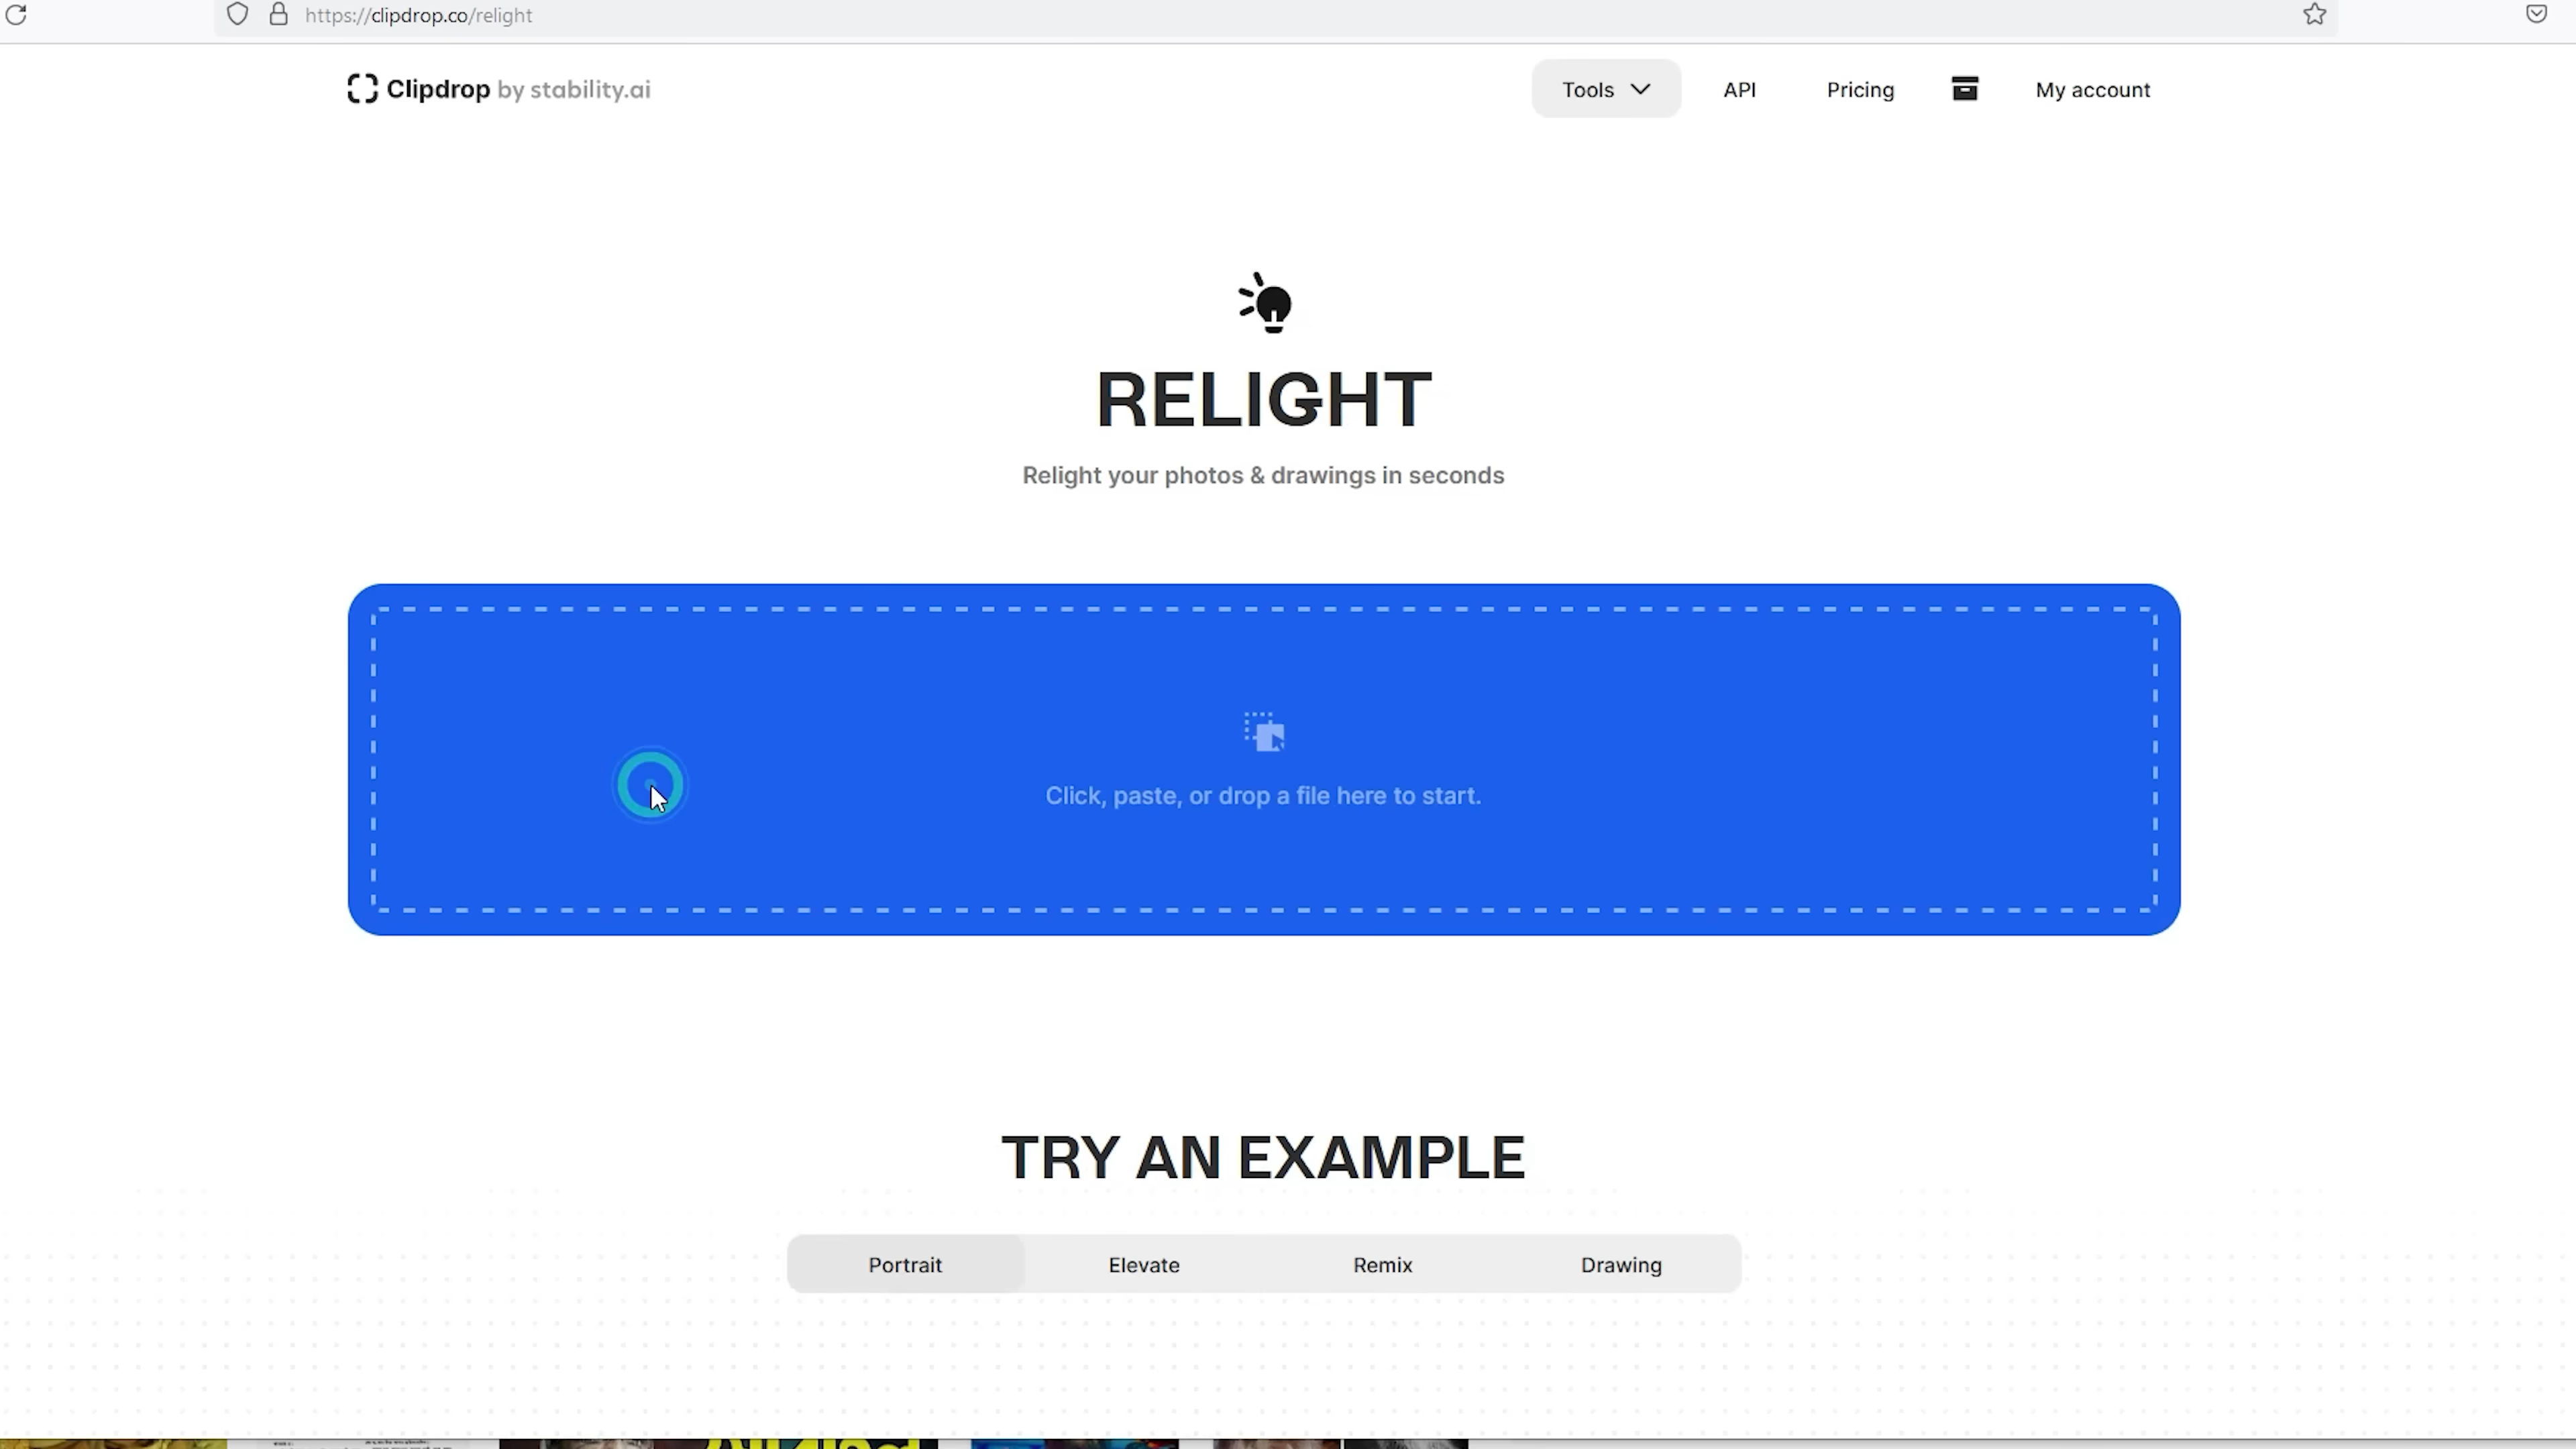 https://clipdrop.co/relight
Clipdrop by stability.ai
Tools
API
Pricing
My account
RELIGHT
Relight your photos & drawings in seconds
Click, paste, or drop a file here to start.
TRY AN EXAMPLE
Portrait
Elevate
Remix
Drawing